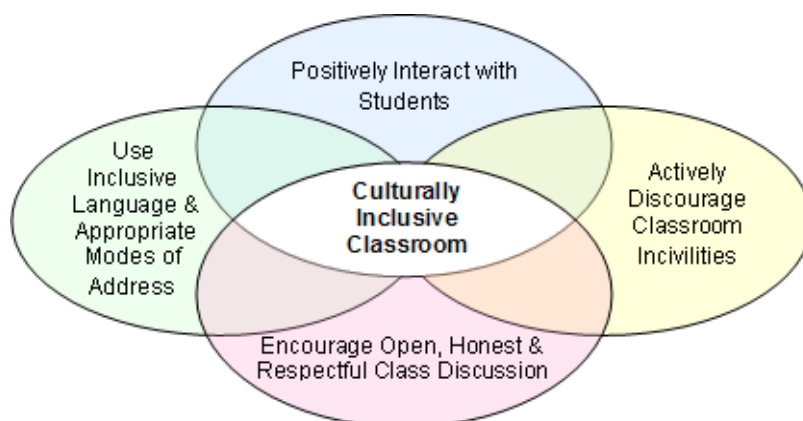 Positively Interact with
Students
Use
Inclusive
Language &
Appropriate
Modes of
Address
Culturally
Inclusive
Classroom
Actively
Discourage
Classroom
Incivilities
Encourage Open, Honest &
Respectful Class Discussion